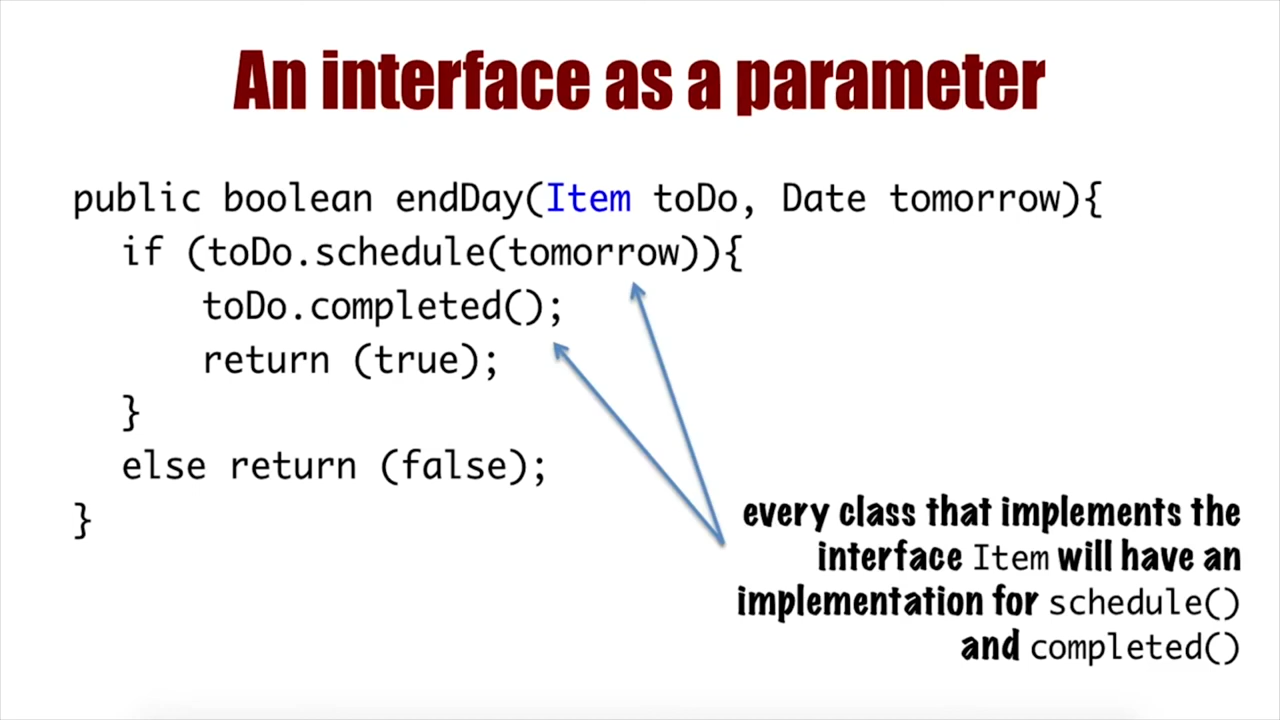 An interface as a parameter
public boolean endDay(Item toDo, Date tomorrow){
if (toDo.schedule(tomorrow)){
toDo.completed();
return (true);
}
else return (false);
}
every class that implements the
interface Item will have an
implementation for schedule()
and completed()